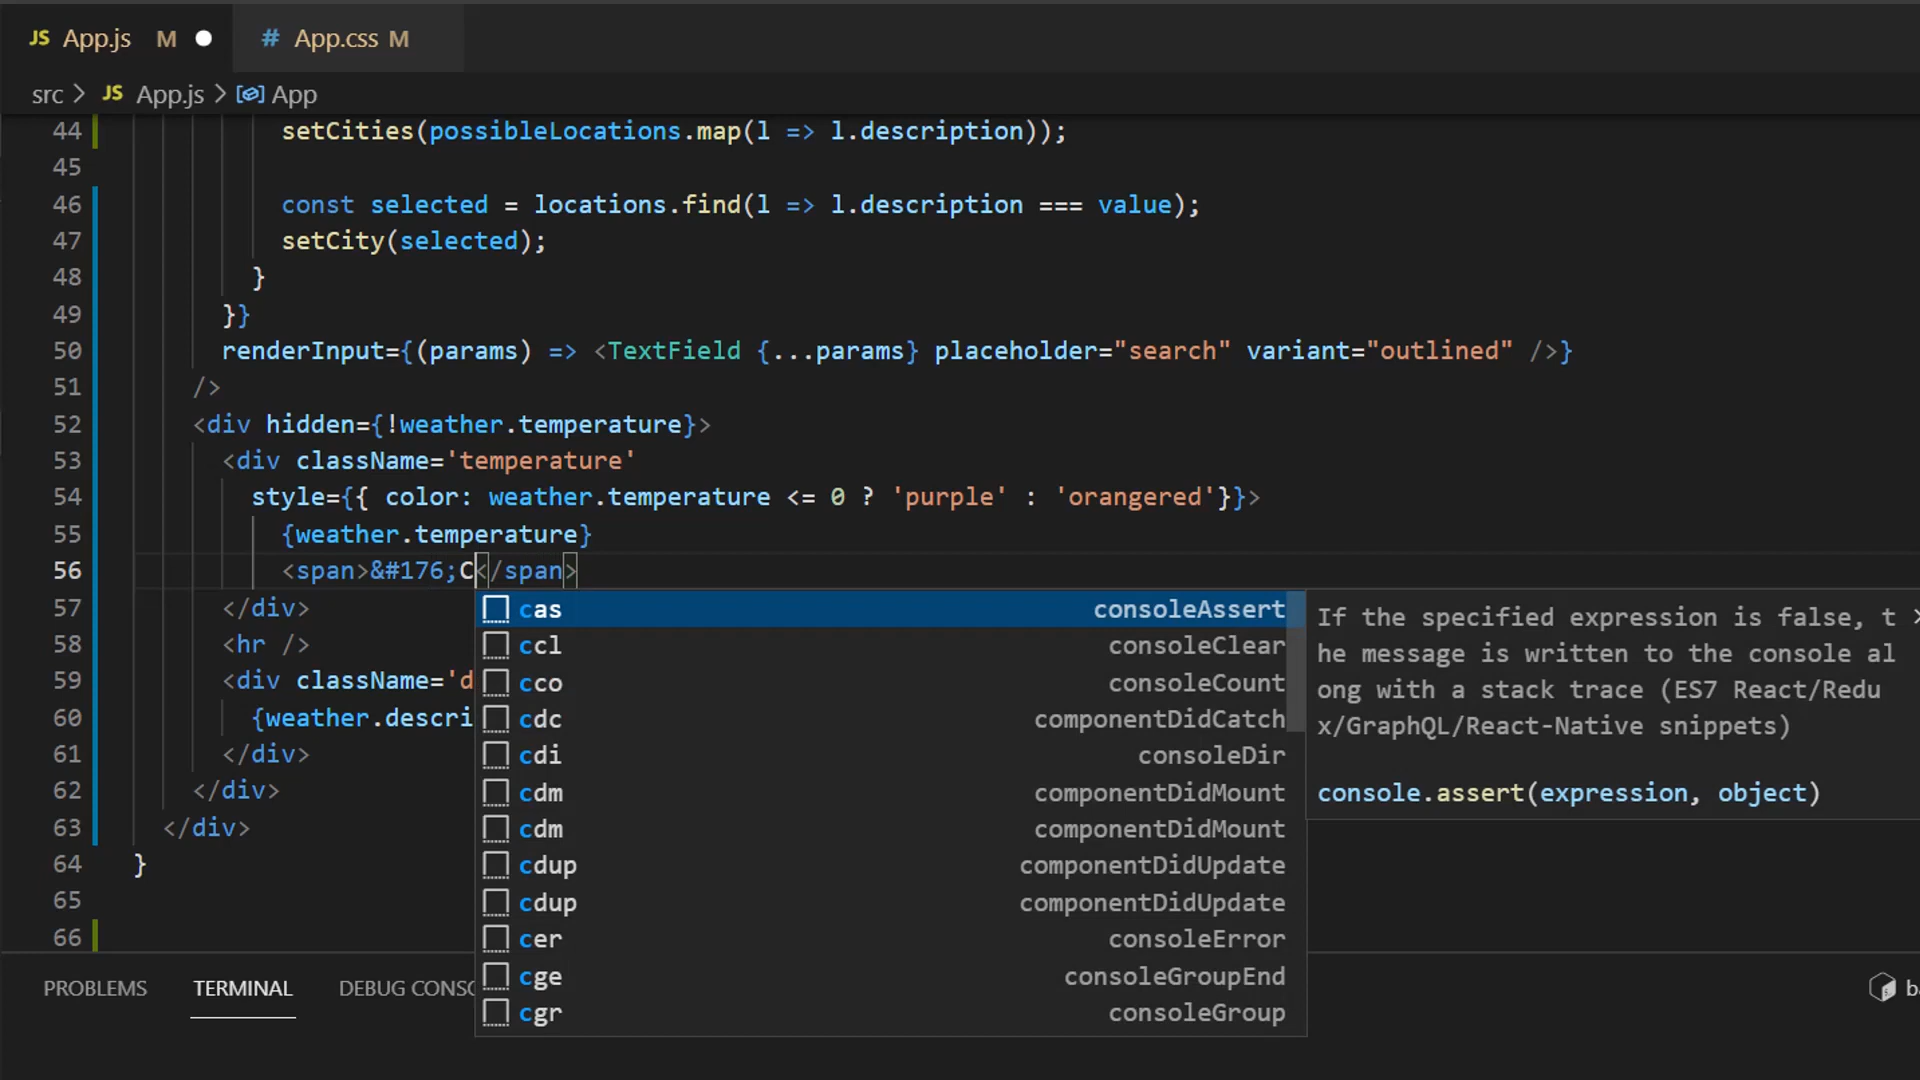 JS App.js M
# App.css M
src > JS App.js > App
44 setCities(possibleLocations.map(l => l.description));
45
46 const selected = locations.find(l => l.description === value);
47 setCity(selected);
48 }
49 }}
50 renderInput={(params) => <TextField {...params} placeholder="search" variant="outlined" />}
51 />
52 <div hidden={!weather.temperature}>
53 <div className='temperature'
54 style={{ color: weather.temperature <= 0 ? 'purple' : 'orangered'}}>
55 {weather.temperature}
56 <span>&#176;C</span>
57 </div>
58 <hr />
59 <div className='d
60 {weather.descri
61 </div>
62 </div>
63 </div>
64 }
65
66
cas consoleAssert
ccl consoleClear
cco consoleCount
cdc componentDidCatch
cdi consoleDir
cdm componentDidMount
cdm componentDidMount
cdup componentDidUpdate
cdup componentDidUpdate
cer consoleError
cge consoleGroupEnd
cgr consoleGroup
If the specified expression is false, t
he message is written to the console al
ong with a stack trace (ES7 React/Redu
x/GraphQL/React-Native snippets)
console.assert(expression, object)
PROBLEMS TERMINAL DEBUG CONSO
ba